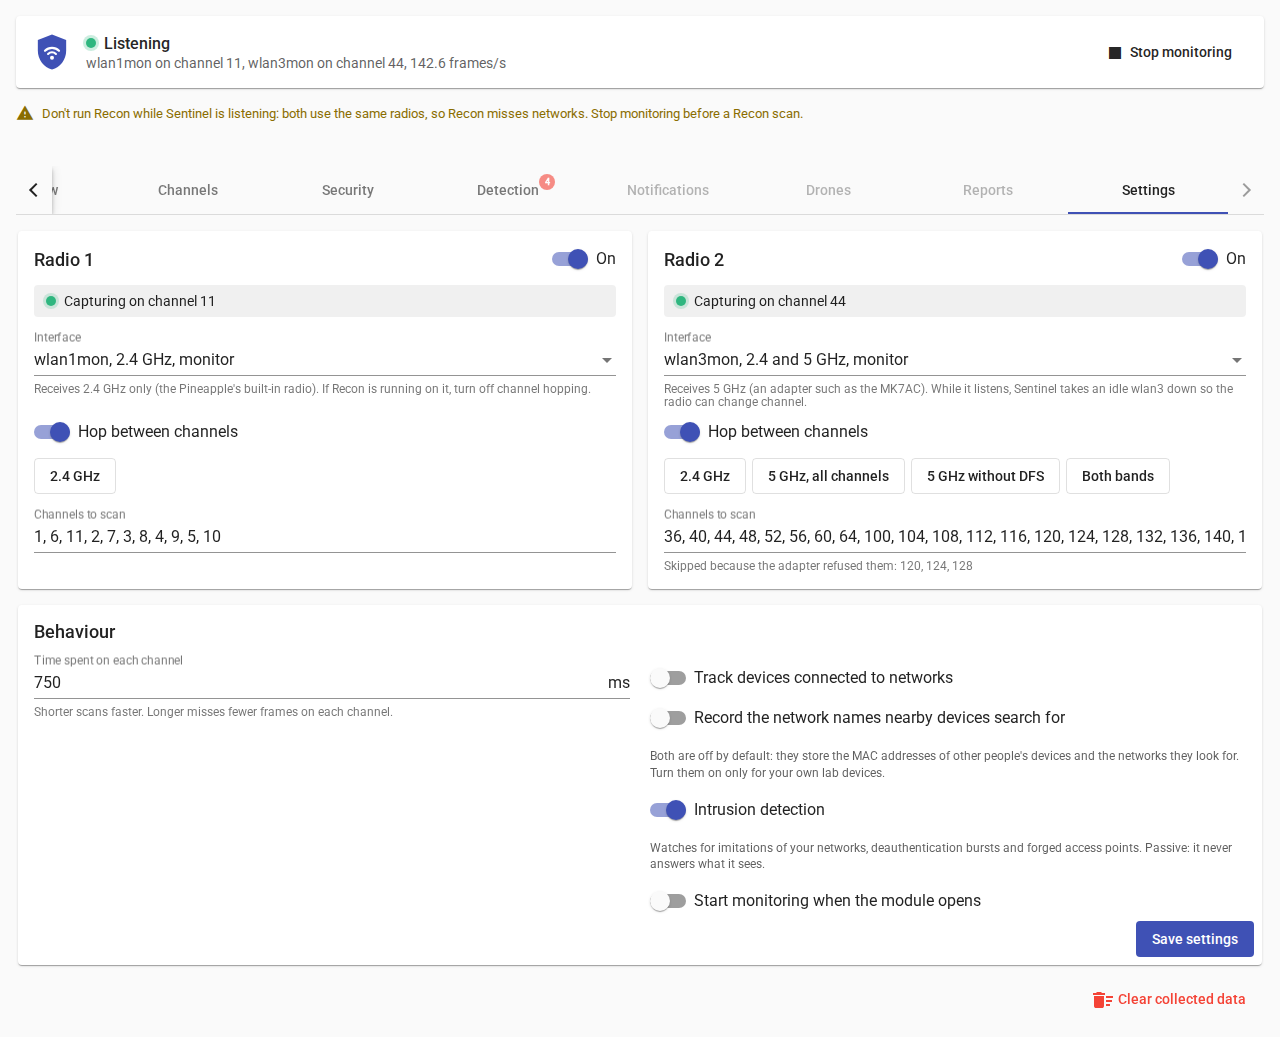 Listening
wlan1mon on channel 11, wlan3mon on channel 44, 142.6 frames/s
Stop monitoring
Don't run Recon while Sentinel is listening: both use the same radios, so Recon misses networks. Stop monitoring before a Recon scan.
Channels
Security
Detection 4
Notifications
Drones
Reports
Settings
Radio 1
On
Capturing on channel 11
Interface
wlan1mon, 2.4 GHz, monitor
Receives 2.4 GHz only (the Pineapple's built-in radio). If Recon is running on it, turn off channel hopping.
Hop between channels
2.4 GHz
Channels to scan
1, 6, 11, 2, 7, 3, 8, 4, 9, 5, 10
Radio 2
On
Capturing on channel 44
Interface
wlan3mon, 2.4 and 5 GHz, monitor
Receives 5 GHz (an adapter such as the MK7AC). While it listens, Sentinel takes an idle wlan3 down so the
radio can change channel.
Hop between channels
2.4 GHz
5 GHz, all channels
5 GHz without DFS
Both bands
Channels to scan
36, 40, 44, 48, 52, 56, 60, 64, 100, 104, 108, 112, 116, 120, 124, 128, 132, 136, 140, 1
Skipped because the adapter refused them: 120, 124, 128
Behaviour
Time spent on each channel
750 ms
Shorter scans faster. Longer misses fewer frames on each channel.
Track devices connected to networks
Record the network names nearby devices search for
Both are off by default: they store the MAC addresses of other people's devices and the networks they look for.
Turn them on only for your own lab devices.
Intrusion detection
Watches for imitations of your networks, deauthentication bursts and forged access points. Passive: it never
answers what it sees.
Start monitoring when the module opens
Save settings
Clear collected data